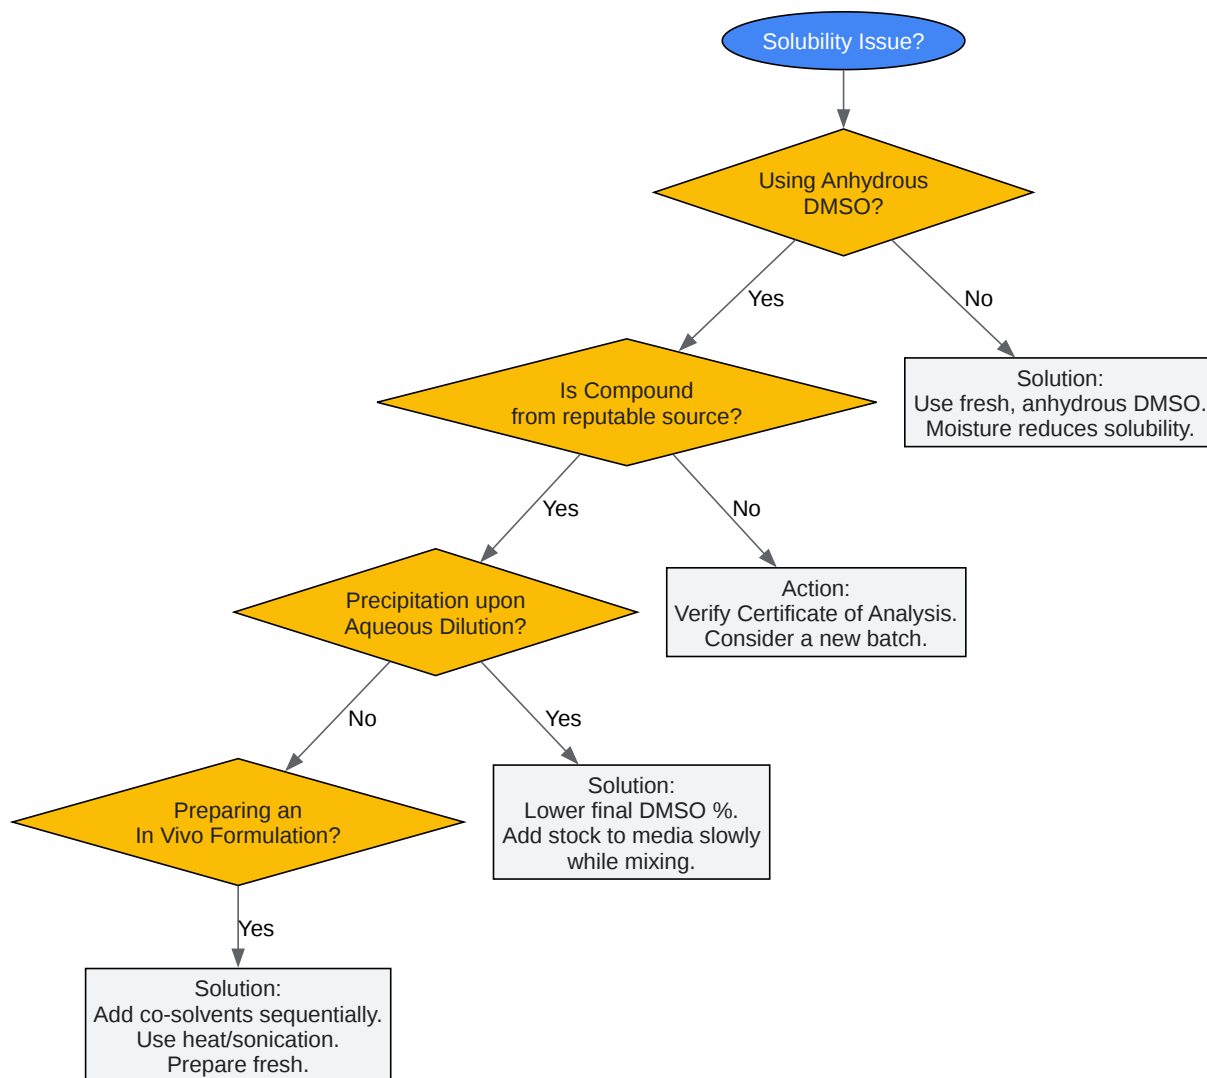 Solubility Issue?
Using Anhydrous
DMSO?
Yes
No
Is Compound
from reputable source?
Solution:
Use fresh, anhydrous DMSO.
Moisture reduces solubility.
Yes
No
Precipitation upon
Aqueous Dilution?
Action:
Verify Certificate of Analysis.
Consider a new batch.
No
Yes
Preparing an
In Vivo Formulation?
Solution:
Lower final DMSO %.
Add stock to media slowly
while mixing.
Yes
Solution:
Add co-solvents sequentially.
Use heat/sonication.
Prepare fresh.